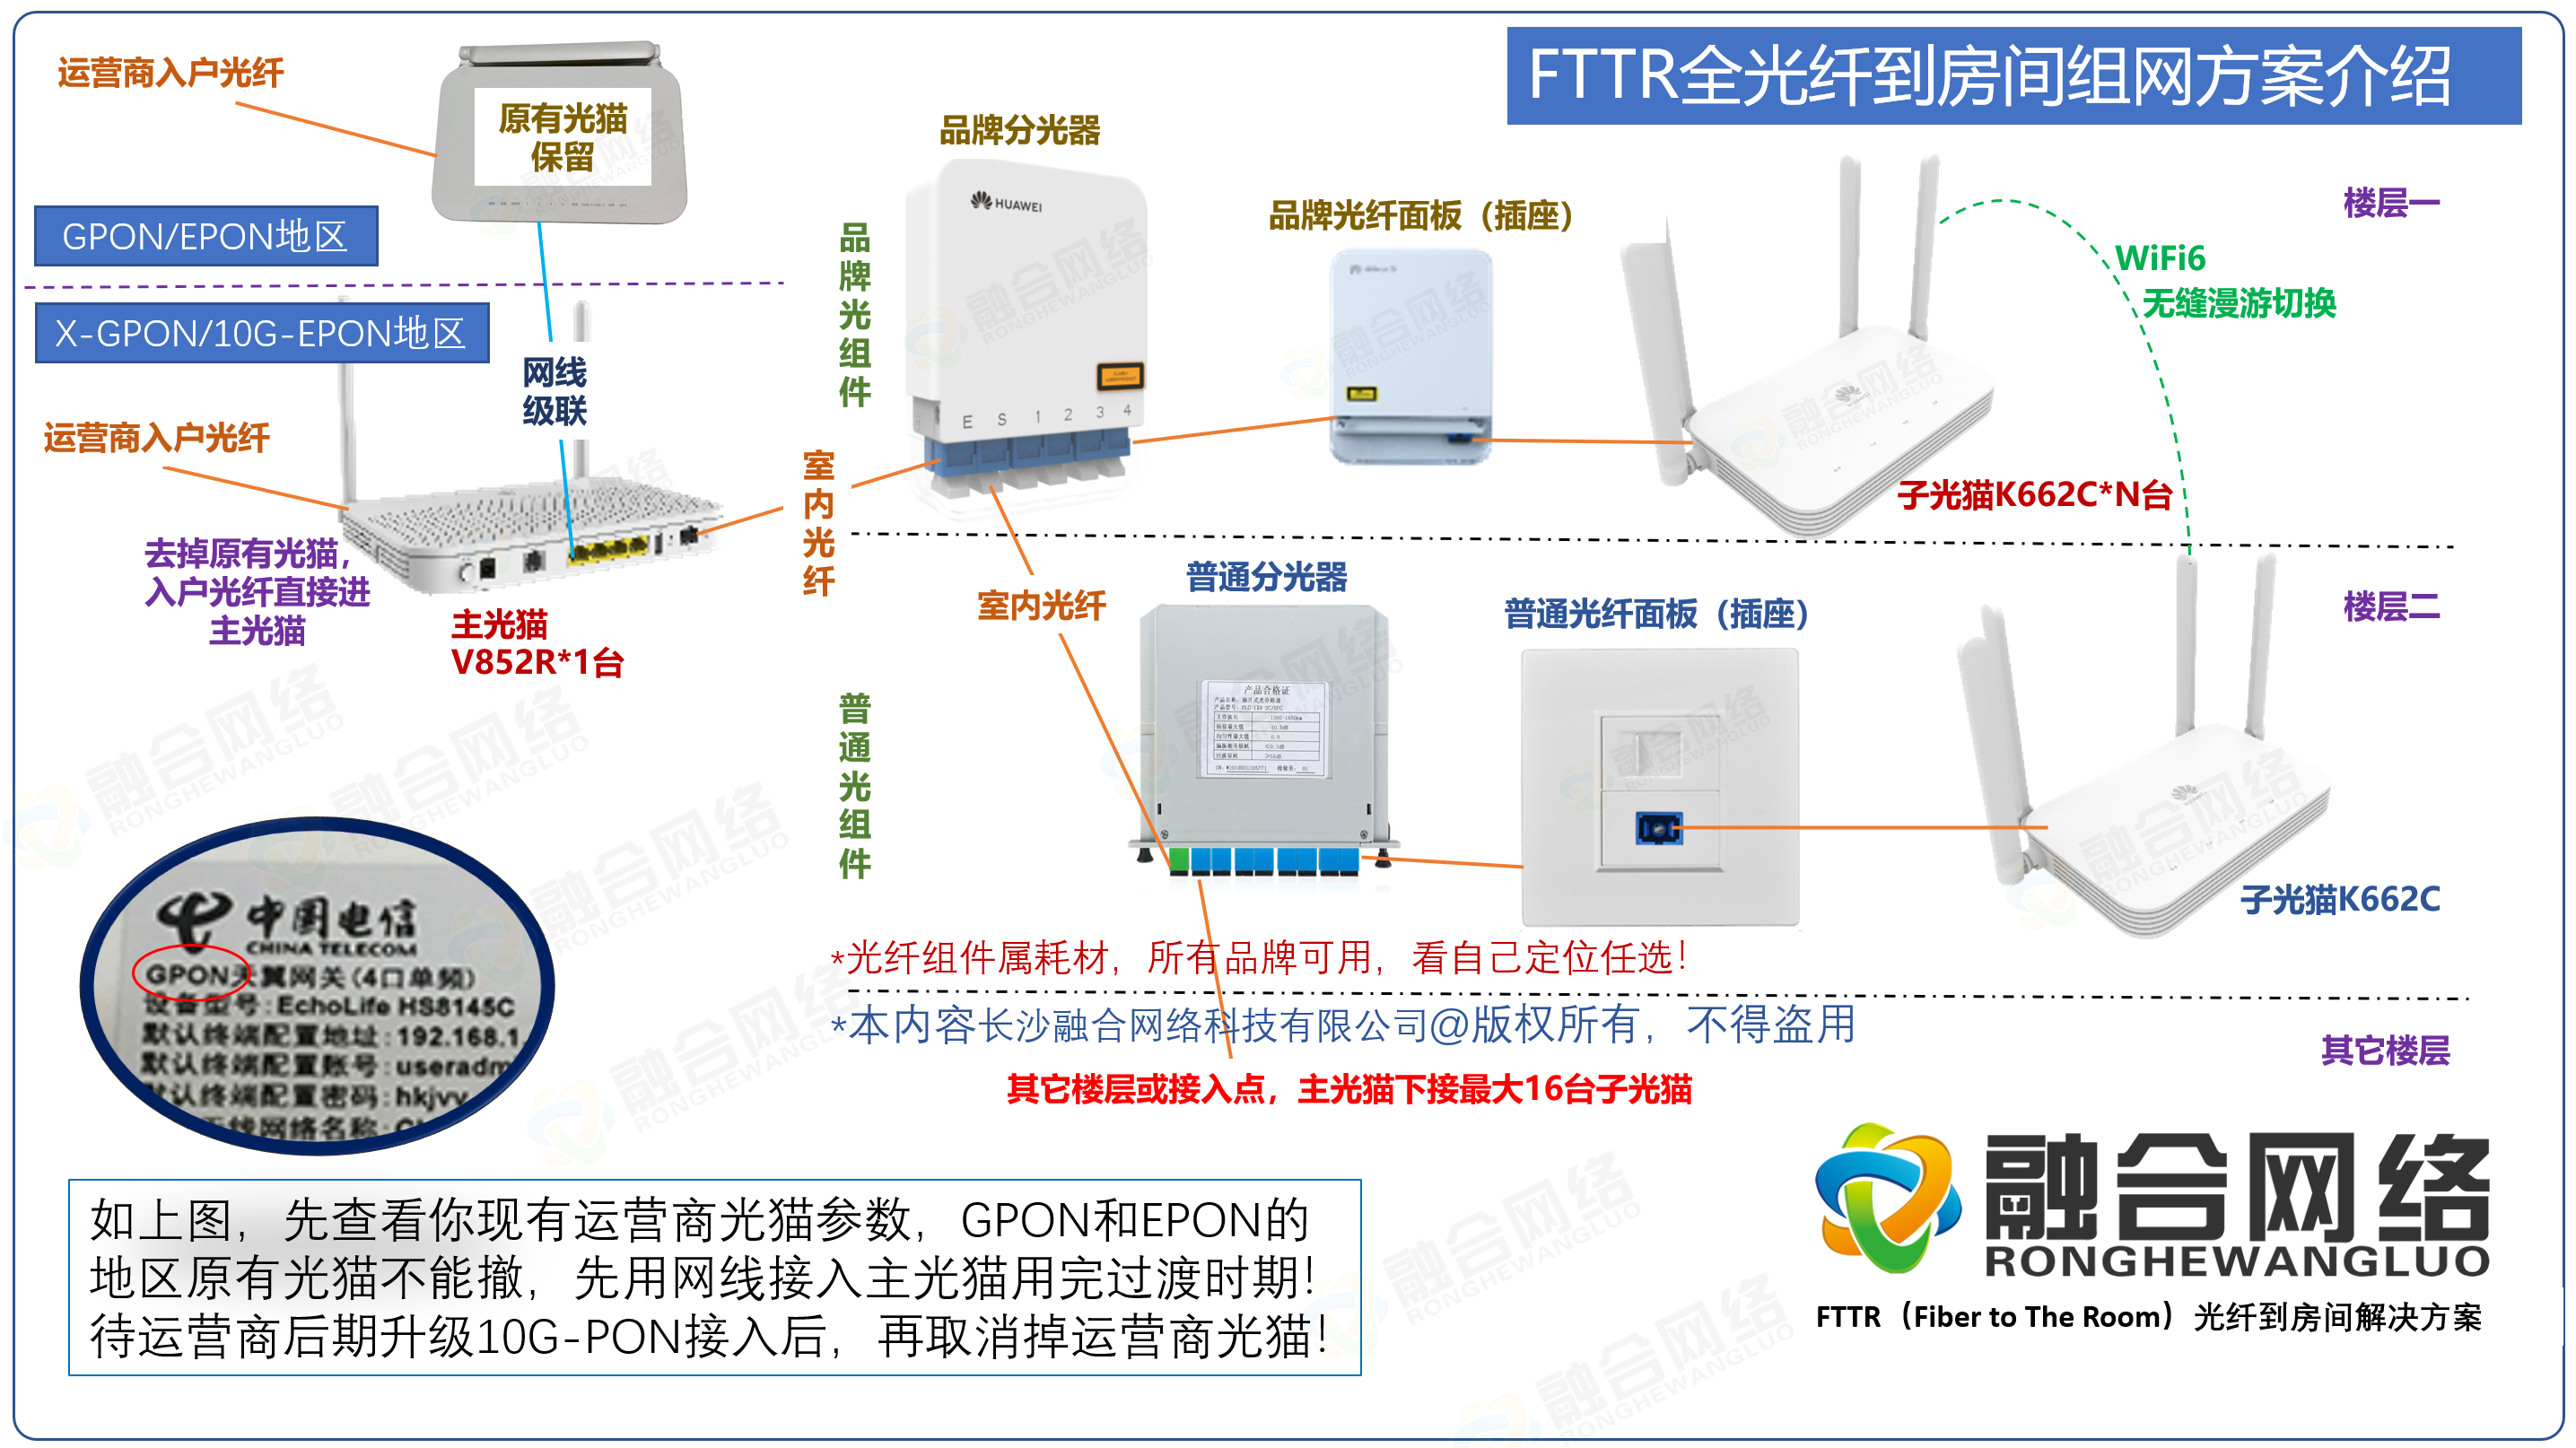 FTTR全光纤到房间组网方案介绍
运营商入户光纤
原有光猫
保留
GPON/EPON地区
X-GPON/10G-EPON地区
网线
级联
运营商入户光纤
去掉原有光猫，
入户光纤直接进
主光猫
主光猫
V852R*1台
室内光纤
品牌光组件
品牌分光器
HUAWEI
E S 1 2 3 4
品牌光纤面板（插座）
楼层一
WiFi6
无缝漫游切换
子光猫K662C*N台
室内光纤
普通光组件
普通分光器
产品合格证
普通光纤面板（插座）
楼层二
子光猫K662C
*光纤组件属耗材，所有品牌可用，看自己定位任选！
*本内容长沙融合网络科技有限公司@版权所有，不得盗用
其它楼层
其它楼层或接入点，主光猫下接最大16台子光猫
中国电信
CHINA TELECOM
GPON天翼网关(4口单频)
设备型号:EchoLife HS8145C
默认终端配置地址:192.168.1
默认终端配置账号:useradm
默认终端配置密码:hkjvv
线网络名称:
如上图，先查看你现有运营商光猫参数，GPON和EPON的
地区原有光猫不能撤，先用网线接入主光猫用完过渡时期！
待运营商后期升级10G-PON接入后，再取消掉运营商光猫！
融合网络
RONGHEWANGLUO
FTTR（Fiber to The Room）光纤到房间解决方案